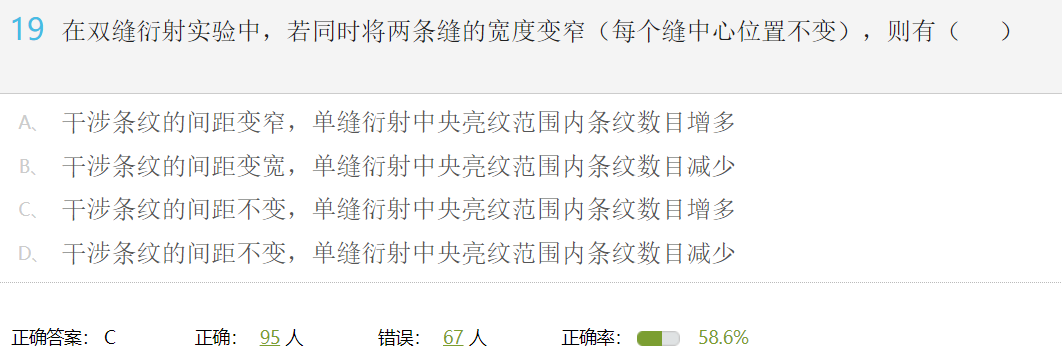 19 在双缝衍射实验中，若同时将两条缝的宽度变窄（每个缝中心位置不变），则有（  ）
A、 干涉条纹的间距变窄，单缝衍射中央亮纹范围内条纹数目增多
B、 干涉条纹的间距变宽，单缝衍射中央亮纹范围内条纹数目减少
C、 干涉条纹的间距不变，单缝衍射中央亮纹范围内条纹数目增多
D、 干涉条纹的间距不变，单缝衍射中央亮纹范围内条纹数目减少
正确答案： C 正确： 95 人 错误： 67 人 正确率： 58.6%